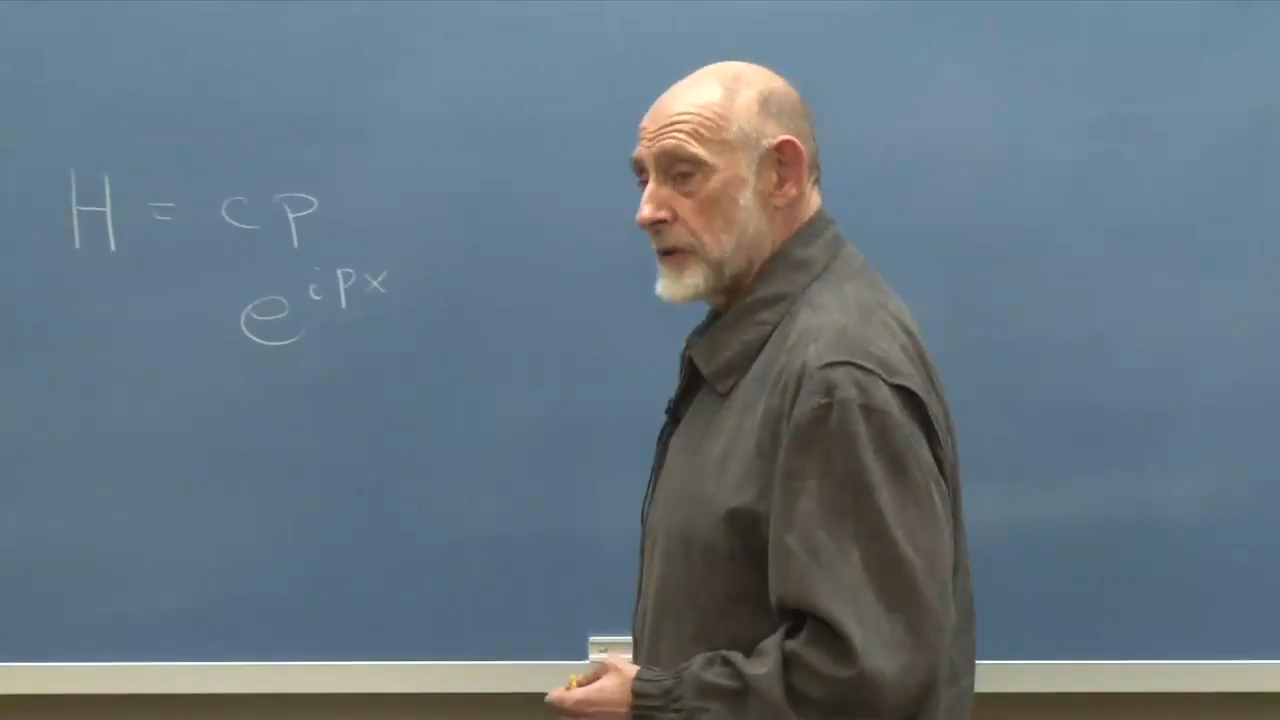 H = cp
e^{ipx}